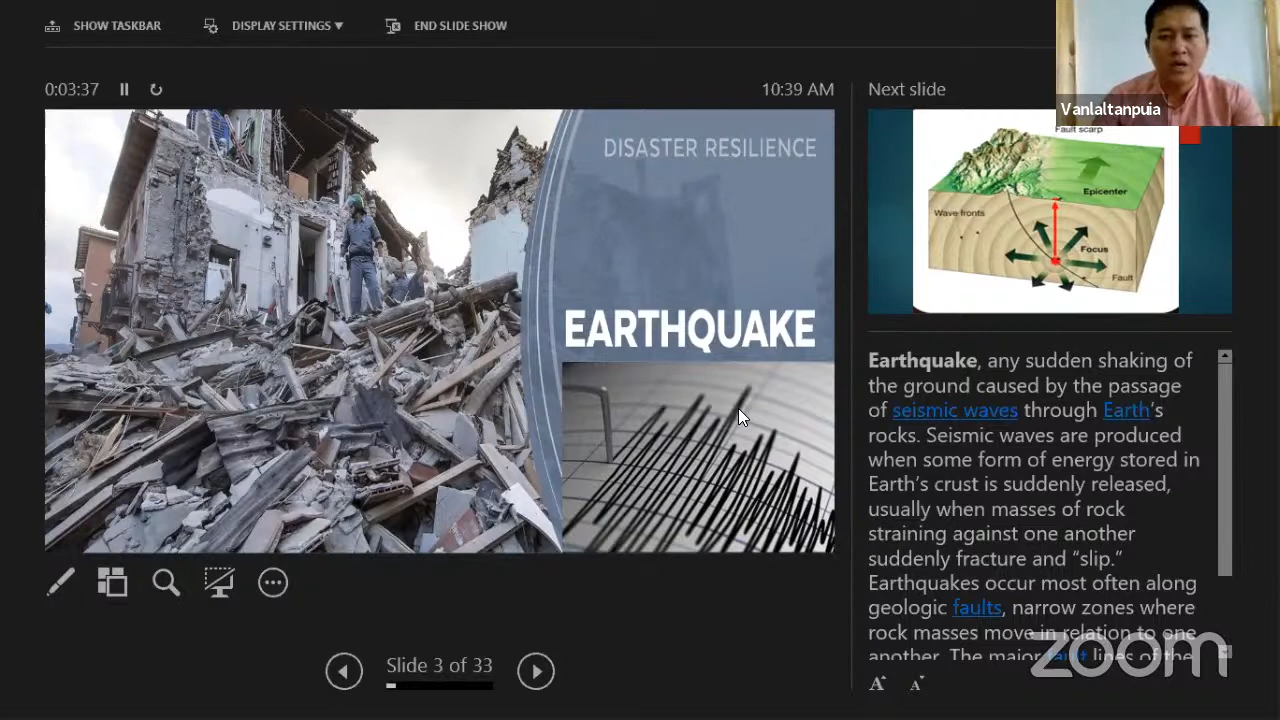 SHOW TASKBAR
DISPLAY SETTINGS
END SLIDE SHOW
0:03:37
10:39 AM
Next slide
Vanlaltanpuia
DISASTER RESILIENCE
EARTHQUAKE
Fault scarp
Epicenter
Wave fronts
Focus
Fault
Earthquake, any sudden shaking of
the ground caused by the passage
of seismic waves through Earth’s
rocks. Seismic waves are produced
when some form of energy stored in
Earth’s crust is suddenly released,
usually when masses of rock
straining against one another
suddenly fracture and “slip.”
Earthquakes occur most often along
geologic faults, narrow zones where
rock masses move in relation to one
another. The major fault lines of the
Slide 3 of 33
A A
zoom